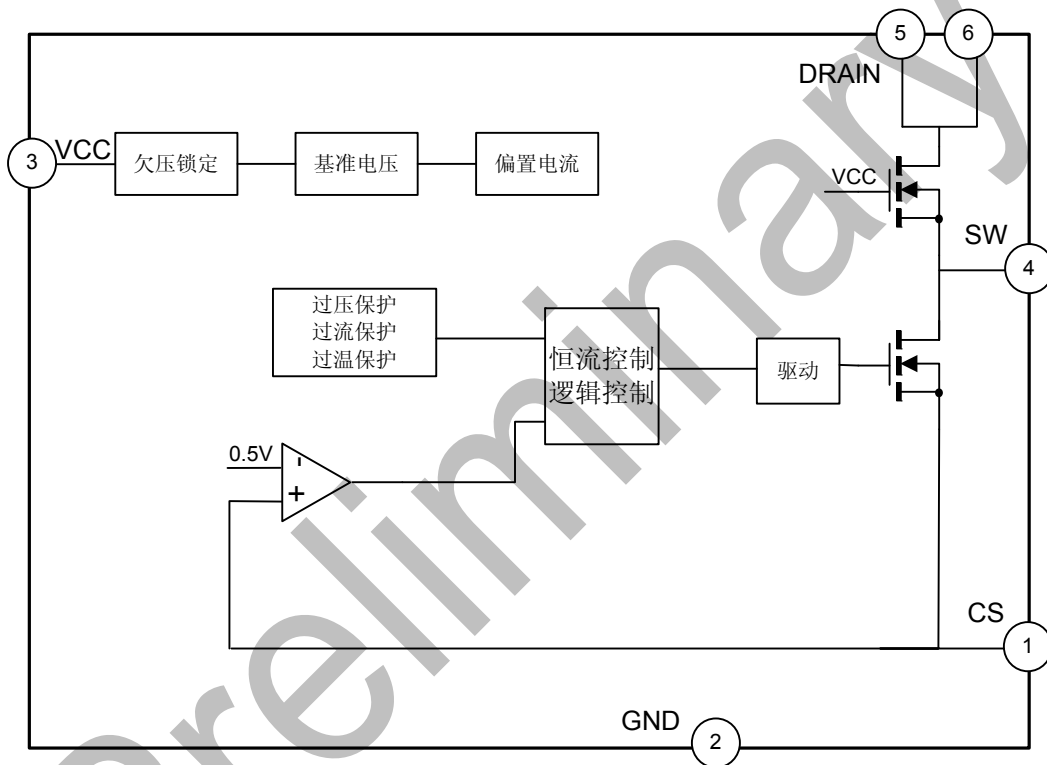 5
6
DRAIN
3
VCC
欠压锁定
基准电压
偏置电流
VCC
SW
4
过压保护
过流保护
过温保护
恒流控制
逻辑控制
驱动
0.5V
-
+
CS
1
GND
2
Preliminary